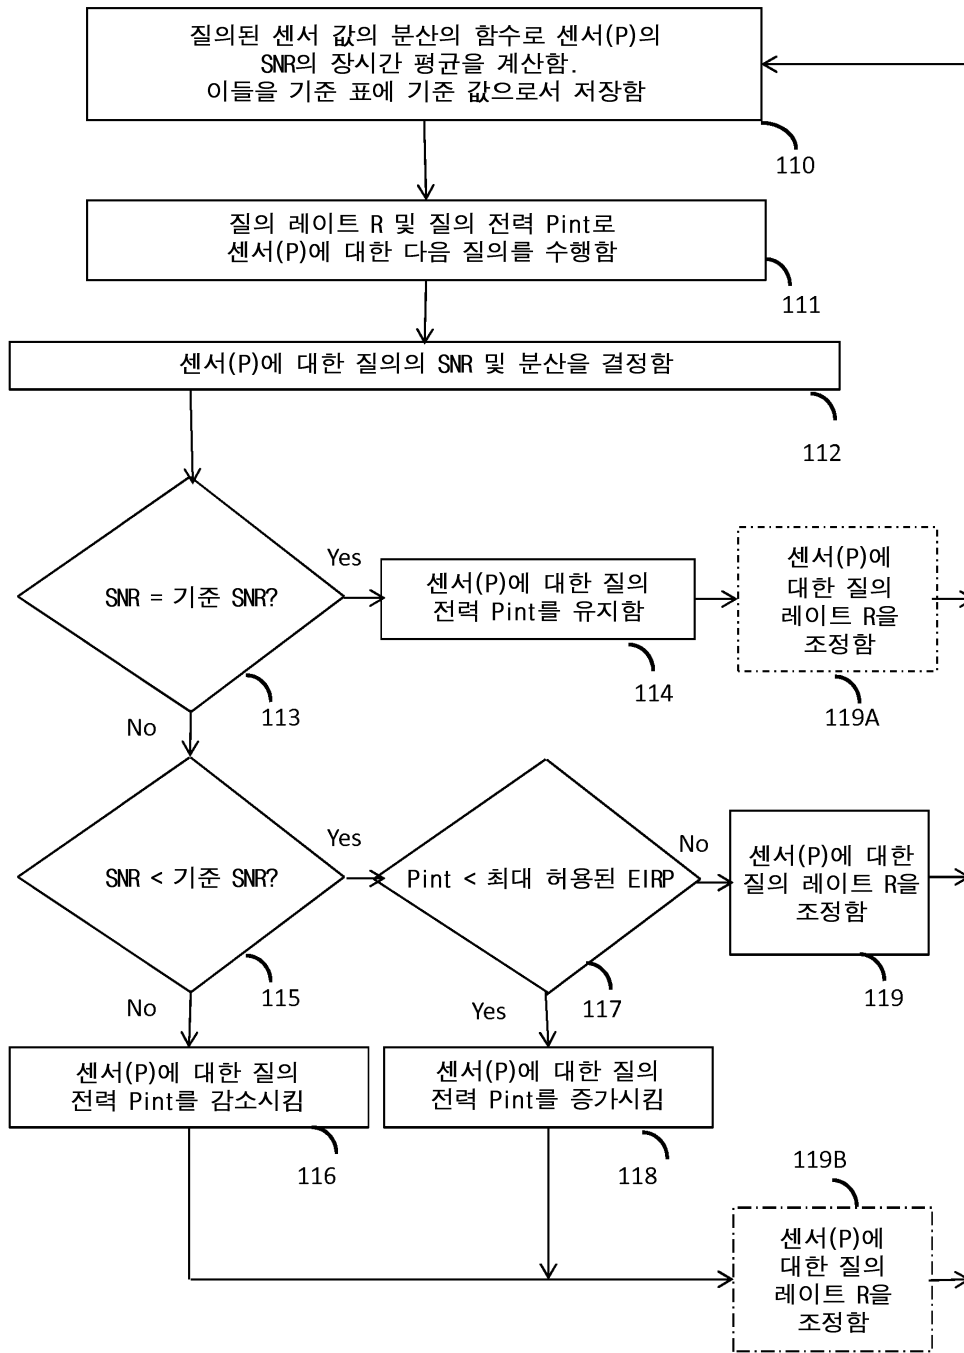 질의된 센서 값의 분산의 함수로 센서(P)의
SNR의 장시간 평균을 계산함.
이들을 기준 표에 기준 값으로서 저장함
110
질의 레이트 R 및 질의 전력 Pint로
센서(P)에 대한 다음 질의를 수행함
111
센서(P)에 대한 질의의 SNR 및 분산을 결정함
112
SNR = 기준 SNR?
Yes
센서(P)에 대한 질의
전력 Pint를 유지함
센서(P)에
대한 질의
레이트 R을
조정함
113
114
119A
No
SNR < 기준 SNR?
Yes
Pint < 최대 허용된 EIRP
No
센서(P)에 대한
질의 레이트 R을
조정함
115
117
119
No
Yes
센서(P)에 대한 질의
전력 Pint를 감소시킴
센서(P)에 대한 질의
전력 Pint를 증가시킴
116
118
119B
센서(P)에
대한 질의
레이트 R을
조정함